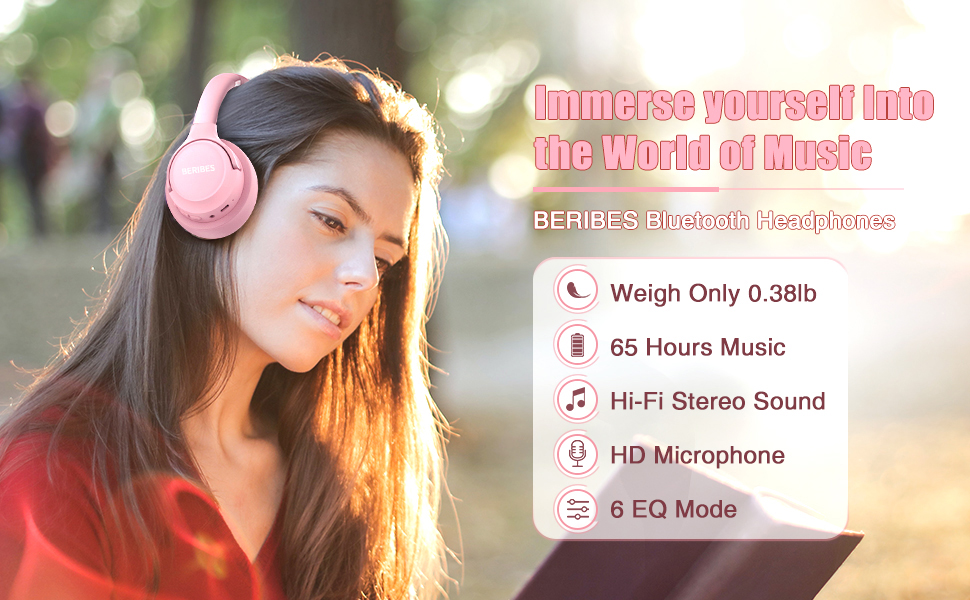 BERIBES
Immerse yourself Into
the World of Music
BERIBES Bluetooth Headphones
Weigh Only 0.38lb
65 Hours Music
Hi-Fi Stereo Sound
HD Microphone
6 EQ Mode